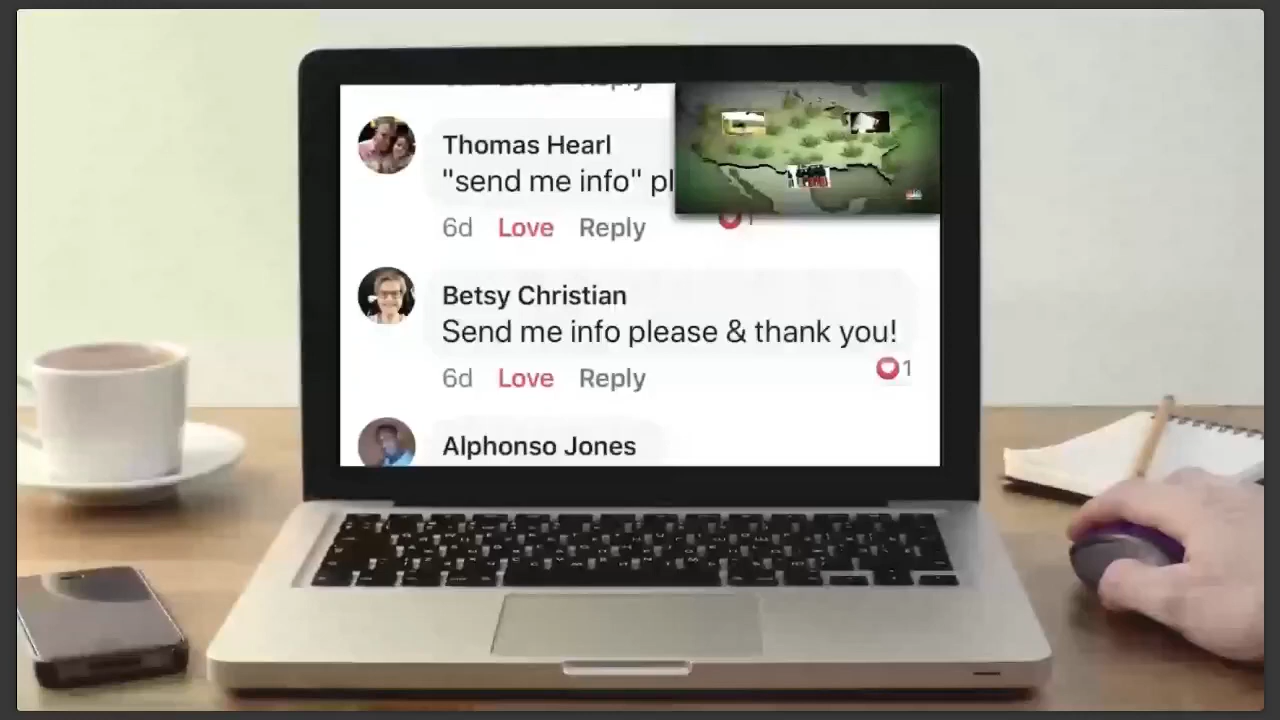 Thomas Hearl
"send me info" pl
6d Love Reply
1
Betsy Christian
Send me info please & thank you!
6d Love Reply
1
Alphonso Jones